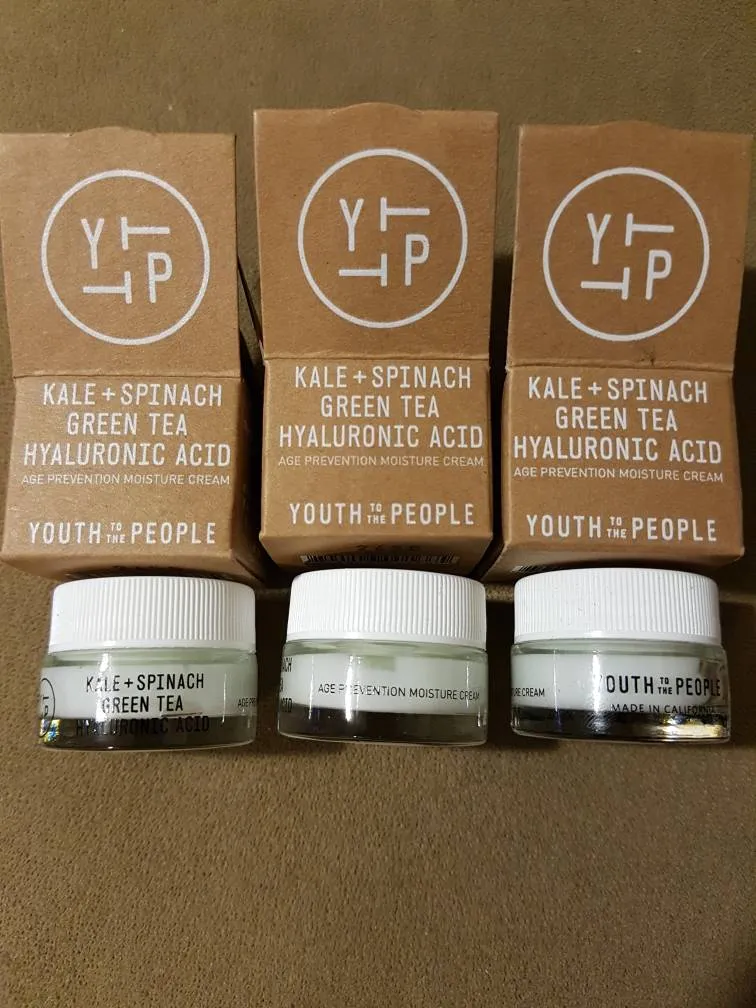 YTTP
KALE + SPINACH
GREEN TEA
HYALURONIC ACID
AGE PREVENTION MOISTURE CREAM
YOUTH TO THE PEOPLE
YTTP
KALE + SPINACH
GREEN TEA
HYALURONIC ACID
AGE PREVENTION MOISTURE CREAM
YOUTH TO THE PEOPLE
YTTP
KALE + SPINACH
GREEN TEA
HYALURONIC ACID
AGE PREVENTION MOISTURE CREAM
YOUTH TO THE PEOPLE
KALE + SPINACH
GREEN TEA
HYALURONIC ACID
AGE PREVENTION MOISTURE CREAM
CREAM
YOUTH TO THE PEOPLE
MADE IN CALIFORNIA